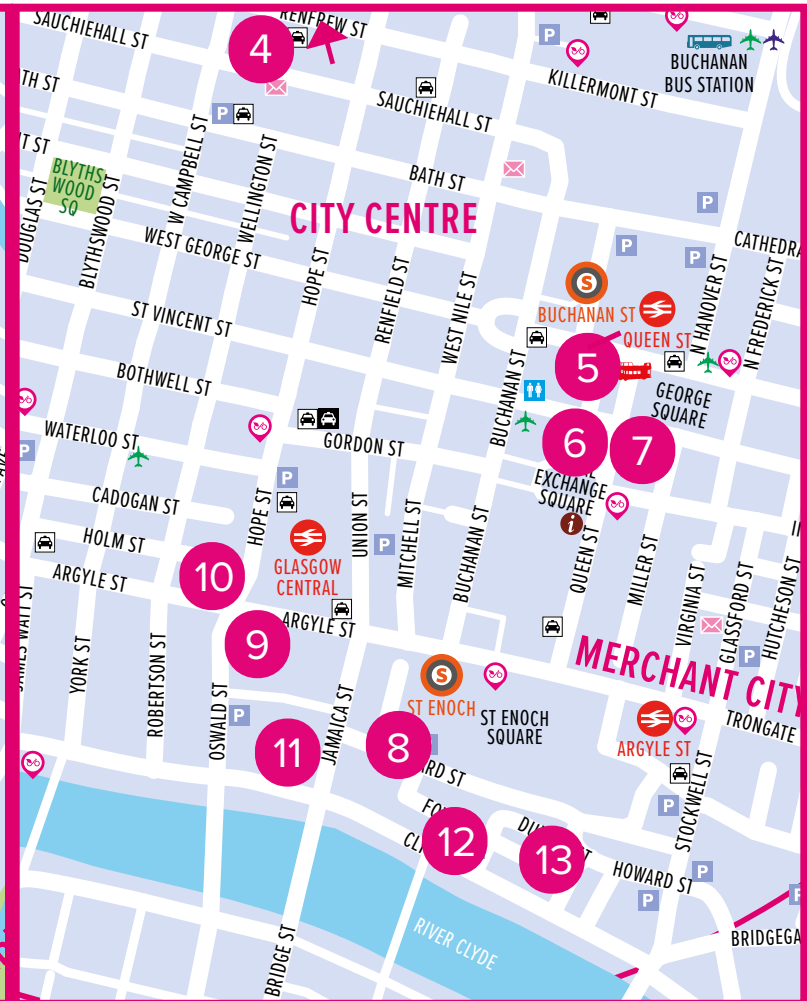 RENFREW ST
SAUCHIEHALL ST
4
P
BUCHANAN
BUS STATION
KILLERMONT ST
SAUCHIEHALL ST
P
BATH ST
BLYTHS
WOOD
SQ
DOUGLAS ST
BLYTHSWOOD ST
W CAMPBELL ST
WELLINGTON ST
CITY CENTRE
P
WEST GEORGE ST
HOPE ST
RENFIELD ST
WEST NILE ST
P
P
N HANOVER ST
N FREDERICK ST
S
BUCHANAN ST
QUEEN ST
ST VINCENT ST
BUCHANAN ST
5
GEORGE
SQUARE
BOTHWELL ST
WATERLOO ST
P
GORDON ST
6
7
EXCHANGE
SQUARE
i
CADOGAN ST
HOPE ST
P
HOLM ST
GLASGOW
CENTRAL
UNION ST
P
MITCHELL ST
BUCHANAN ST
QUEEN ST
MILLER ST
VIRGINIA ST
GLASSFORD ST
HUTCHESON ST
P
ARGYLE ST
10
9
ARGYLE ST
MERCHANT CITY
JAMES WATT ST
YORK ST
ROBERTSON ST
OSWALD ST
P
JAMAICA ST
S
ST ENOCH
ST ENOCH
SQUARE
ARGYLE ST
TRONGATE
11
8
STOCKWELL ST
P
12
13
HOWARD ST
P
P
P
BRIDGE ST
RIVER CLYDE